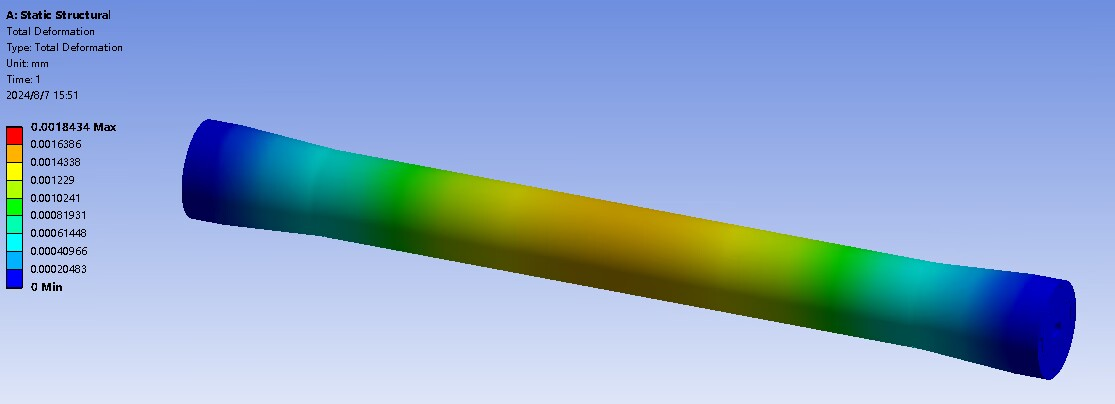 A: Static Structural
Total Deformation
Type: Total Deformation
Unit: mm
Time: 1
2024/8/7 15:51
0.0018434 Max
0.0016386
0.0014338
0.001229
0.0010241
0.00081931
0.00061448
0.00040966
0.00020483
0 Min